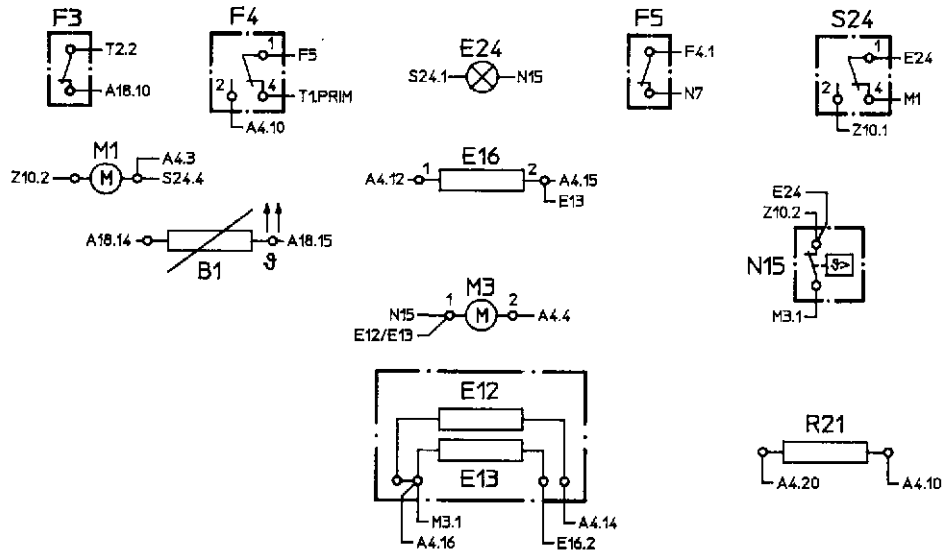 F3 F4 F5 S24
T2.2
A18.10
1 F5
2 4 T1.PRIM
A4.10
E24
S24.1 N15
F4.1
N7
1 E24
2 4 M1
Z10.1
M1
Z10.2 M A4.3
S24.4
E16
A4.12 1 2 A4.15
E13
A18.14 A18.15
B1 ϑ
E24
Z10.2
N15 ϑ>
M3.1
M3
N15 1 M 2 A4.4
E12/E13
E12
E13
M3.1 A4.14
A4.16 E16.2
R21
A4.20 A4.10